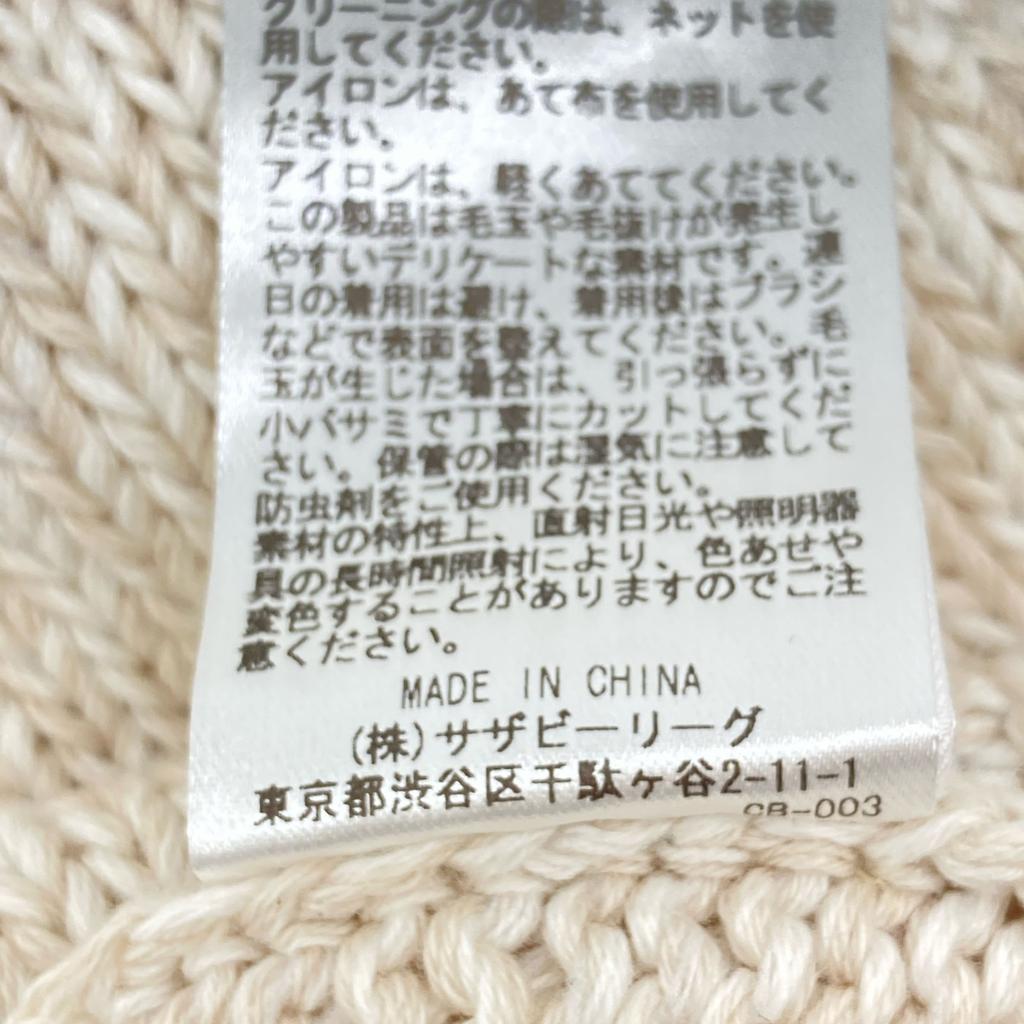 クリーニングの際は、ネットを使
用してください。
アイロンは、あて布を使用してく
ださい。
アイロンは、軽くあててください。
この製品は毛玉や毛抜けが発生し
やすいデリケートな素材です。連
日の着用は避け、着用後はブラシ
などで表面を整えてください。毛
玉が生じた場合は、引っ張らずに
小バサミで丁寧にカットしてくだ
さい。保管の際は湿気に注意して
防虫剤をご使用ください。
素材の特性上、直射日光や照明器
具の長時間照射により、色あせや
変色することがありますのでご注
意ください。
MADE IN CHINA
(株)サザビーリーグ
東京都渋谷区千駄ヶ谷2-11-1
CB-003